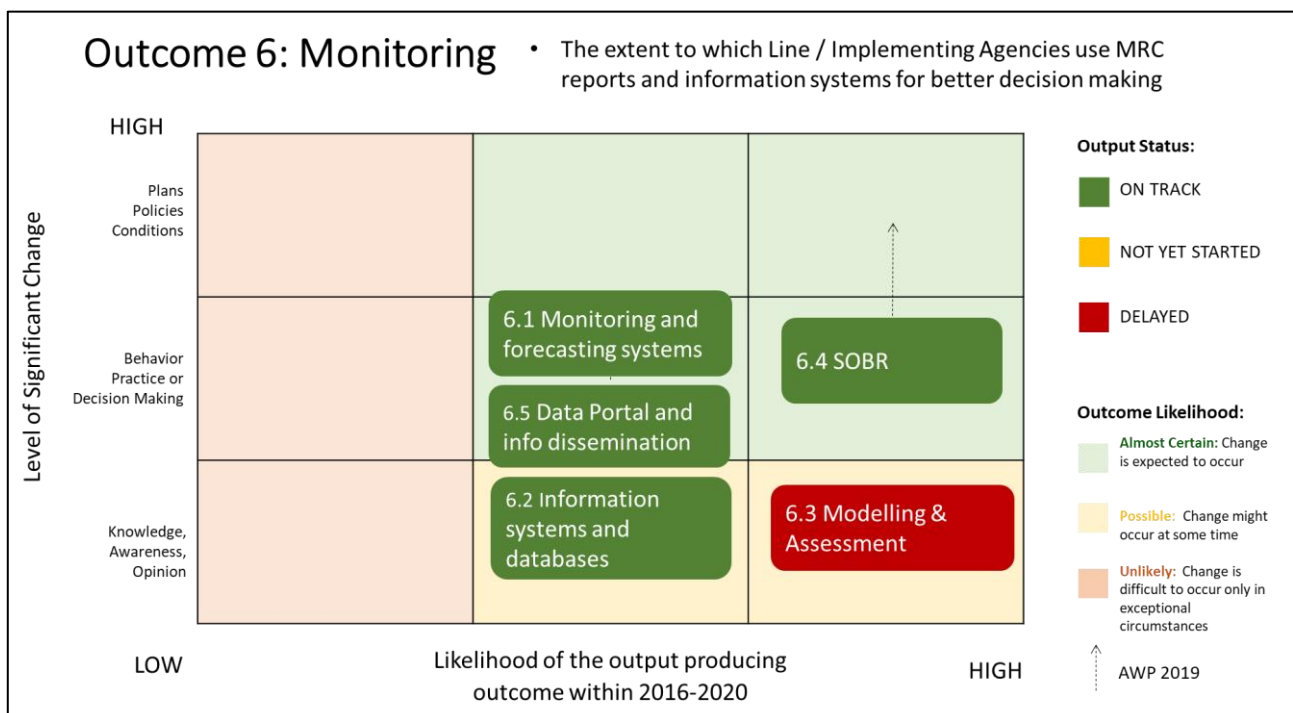 Outcome 6: Monitoring
• The extent to which Line / Implementing Agencies use MRC
reports and information systems for better decision making
HIGH
Level of Significant Change
Plans
Policies
Conditions
Behavior
Practice or
Decision Making
Knowledge,
Awareness,
Opinion
6.1 Monitoring and
forecasting systems
6.5 Data Portal and
info dissemination
6.2 Information
systems and
databases
6.4 SOBR
6.3 Modelling &
Assessment
LOW
Likelihood of the output producing
outcome within 2016-2020
HIGH
Output Status:
ON TRACK
NOT YET STARTED
DELAYED
Outcome Likelihood:
Almost Certain: Change
is expected to occur
Possible: Change might
occur at some time
Unlikely: Change is
difficult to occur only in
exceptional
circumstances
AWP 2019